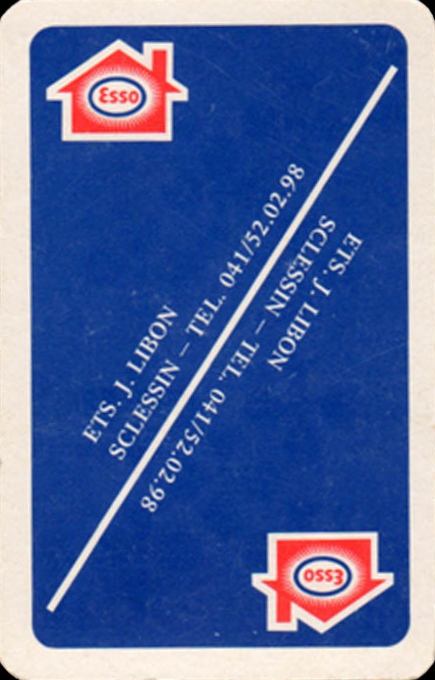 Esso
ETS. J. LIBON
SCLESSIN – TEL. 041/52.02.98
ETS. J. LIBON
SCLESSIN – TEL. 041/52.02.98
Esso